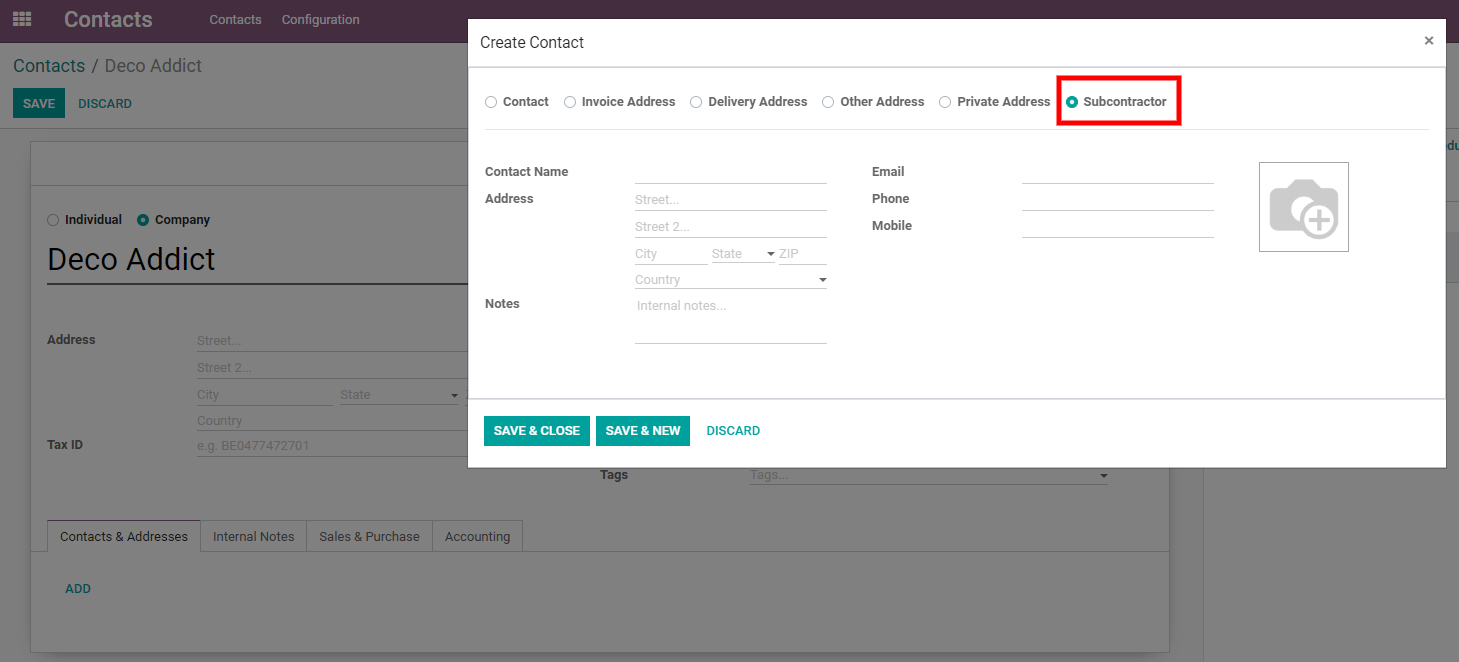 Contacts Contacts Configuration
Contacts / Deco Addict
SAVE DISCARD
Individual Company
Deco Addict
Address Street...
Street 2...
City State
Country
Tax ID e.g. BE0477472701
Tags Tags...
Contacts & Addresses Internal Notes Sales & Purchase Accounting
ADD
Create Contact ×
Contact Invoice Address Delivery Address Other Address Private Address Subcontractor
Contact Name Email
Address Street... Phone
Street 2... Mobile
City State ZIP
Country
Notes Internal notes...
SAVE & CLOSE SAVE & NEW DISCARD